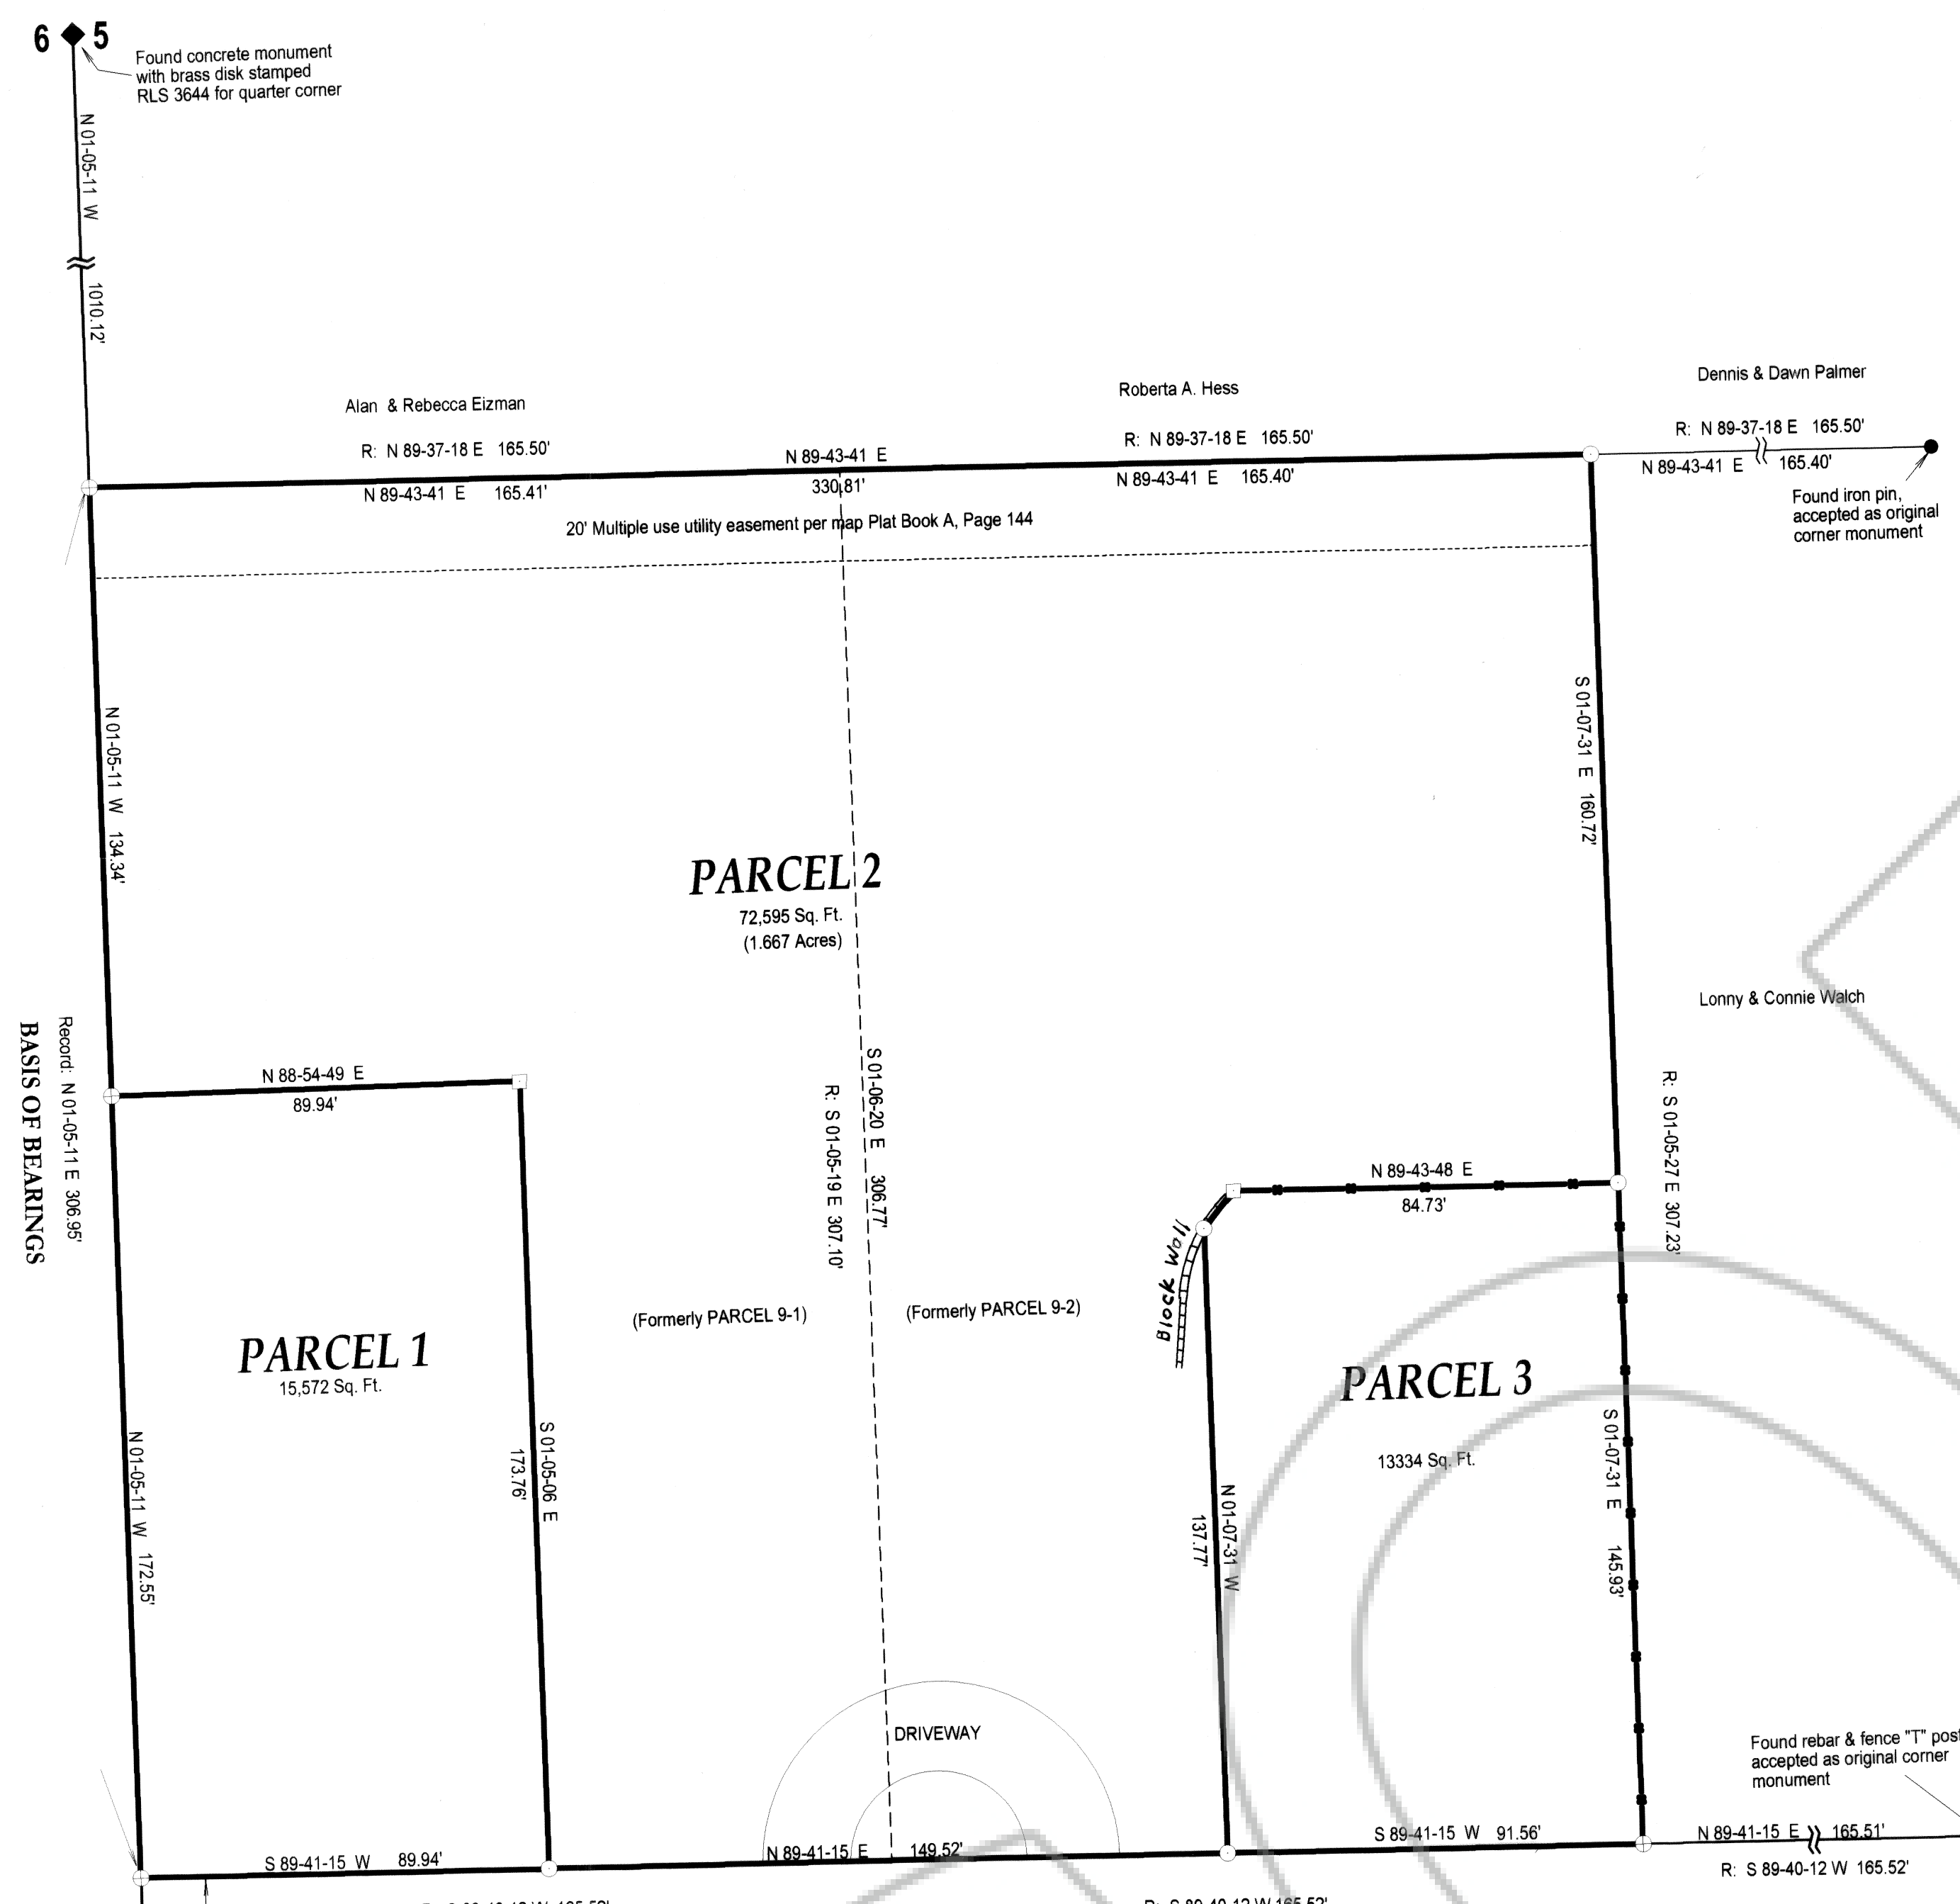 6 5
Found concrete monument
with brass disk stamped
RLS 3644 for quarter corner
N 01-05-11 W
1010.12'
Alan & Rebecca Eizman
Roberta A. Hess
Dennis & Dawn Palmer
R: N 89-37-18 E 165.50'
N 89-43-41 E
R: N 89-37-18 E 165.50'
R: N 89-37-18 E 165.50'
N 89-43-41 E 165.41'
330.81'
N 89-43-41 E 165.40'
N 89-43-41 E 165.40'
Found iron pin,
accepted as original
corner monument
20' Multiple use utility easement per map Plat Book A, Page 144
N 01-05-11 W 134.34'
S 01-07-31 E 160.72'
PARCEL 2
72,595 Sq. Ft.
(1.667 Acres)
Lonny & Connie Walch
BASIS OF BEARINGS
Record: N 01-05-11 E 306.95'
N 88-54-49 E
89.94'
R: S 01-05-19 E 307.10'
S 01-06-20 E 306.77'
N 89-43-48 E
84.73'
R: S 01-05-27 E 307.23'
Block Wall
(Formerly PARCEL 9-1)
(Formerly PARCEL 9-2)
PARCEL 1
15,572 Sq. Ft.
PARCEL 3
13334 Sq. Ft.
N 01-05-11 W 172.55'
S 01-05-06 E
173.76'
N 01-07-31 W
137.77'
S 01-07-31 E 145.93'
DRIVEWAY
Found rebar & fence "T" post
accepted as original corner
monument
S 89-41-15 W 89.94'
N 89-41-15 E 149.52'
S 89-41-15 W 91.56'
N 89-41-15 E 165.51'
R: S 89-40-12 W 165.52'
R: S 89-40-12 W 165.52'
R: S 89-40-12 W 165.52'